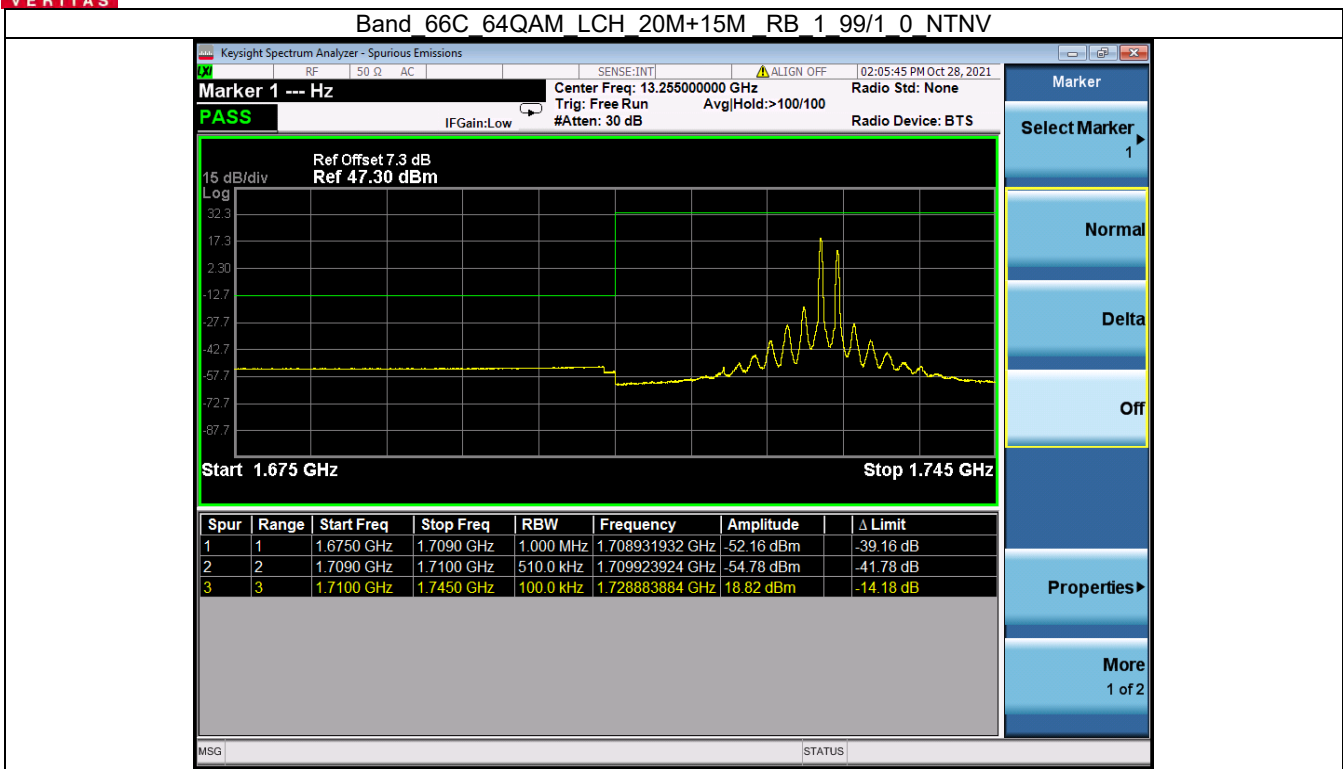 VERITAS
Band_66C_64QAM_LCH_20M+15M _RB_1_99/1_0_NTNV
Keysight Spectrum Analyzer - Spurious Emissions
LXI RF 50 Ω AC SENSE:INT ALIGN OFF 02:05:45 PM Oct 28, 2021
Marker 1 --- Hz
Center Freq: 13.255000000 GHz
Radio Std: None
Trig: Free Run
Avg|Hold:>100/100
PASS
IFGain:Low
#Atten: 30 dB
Radio Device: BTS
Ref Offset 7.3 dB
15 dB/div Ref 47.30 dBm
Log
32.3
17.3
2.30
-12.7
-27.7
-42.7
-57.7
-72.7
-87.7
Start 1.675 GHz Stop 1.745 GHz
Spur Range Start Freq Stop Freq RBW Frequency Amplitude Δ Limit
1 1 1.6750 GHz 1.7090 GHz 1.000 MHz 1.708931932 GHz -52.16 dBm -39.16 dB
2 2 1.7090 GHz 1.7100 GHz 510.0 kHz 1.709923924 GHz -54.78 dBm -41.78 dB
3 3 1.7100 GHz 1.7450 GHz 100.0 kHz 1.728883884 GHz 18.82 dBm -14.18 dB
MSG STATUS
Marker
Select Marker
1
Normal
Delta
Off
Properties
More
1 of 2